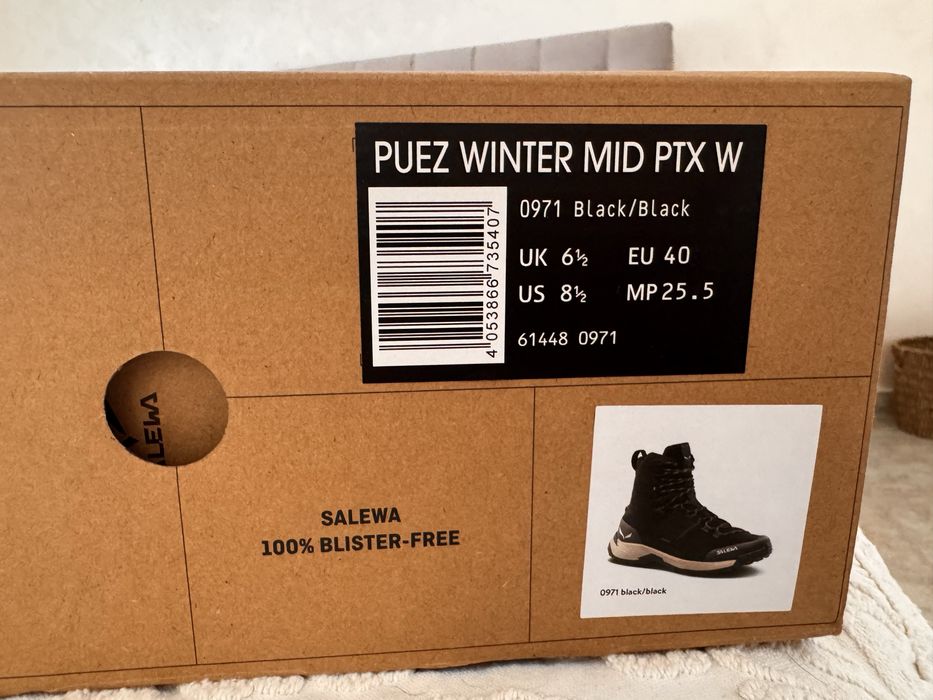 PUEZ WINTER MID PTX W
0971 Black/Black
UK 6½ EU 40
US 8½ MP 25.5
61448 0971
4 053866 735407
SALEWA
SALEWA
100% BLISTER-FREE
SALEWA
0971 black/black